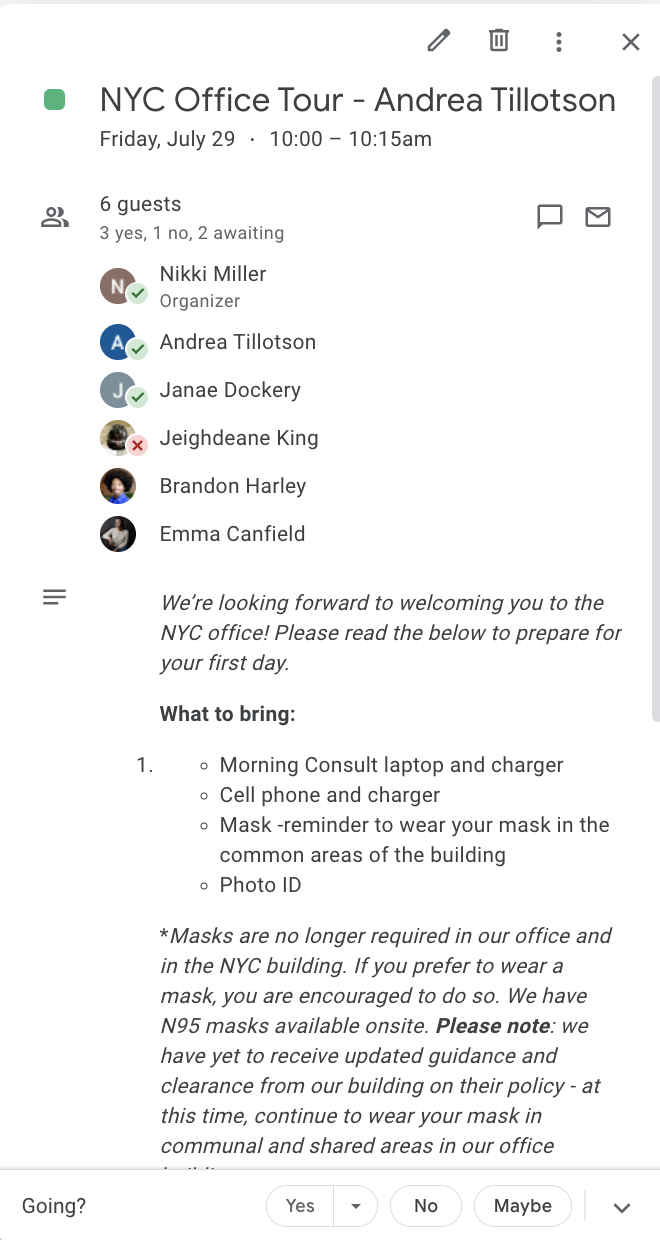 NYC Office Tour - Andrea Tillotson
Friday, July 29 · 10:00 – 10:15am
6 guests
3 yes, 1 no, 2 awaiting
N
Nikki Miller
Organizer
A
Andrea Tillotson
J
Janae Dockery
Jeighdeane King
Brandon Harley
Emma Canfield
We’re looking forward to welcoming you to the
NYC office! Please read the below to prepare for
your first day.
What to bring:
1. ○ Morning Consult laptop and charger
○ Cell phone and charger
○ Mask -reminder to wear your mask in the
common areas of the building
○ Photo ID
*Masks are no longer required in our office and
in the NYC building. If you prefer to wear a
mask, you are encouraged to do so. We have
N95 masks available onsite. Please note: we
have yet to receive updated guidance and
clearance from our building on their policy - at
this time, continue to wear your mask in
communal and shared areas in our office
Going?
Yes
No
Maybe